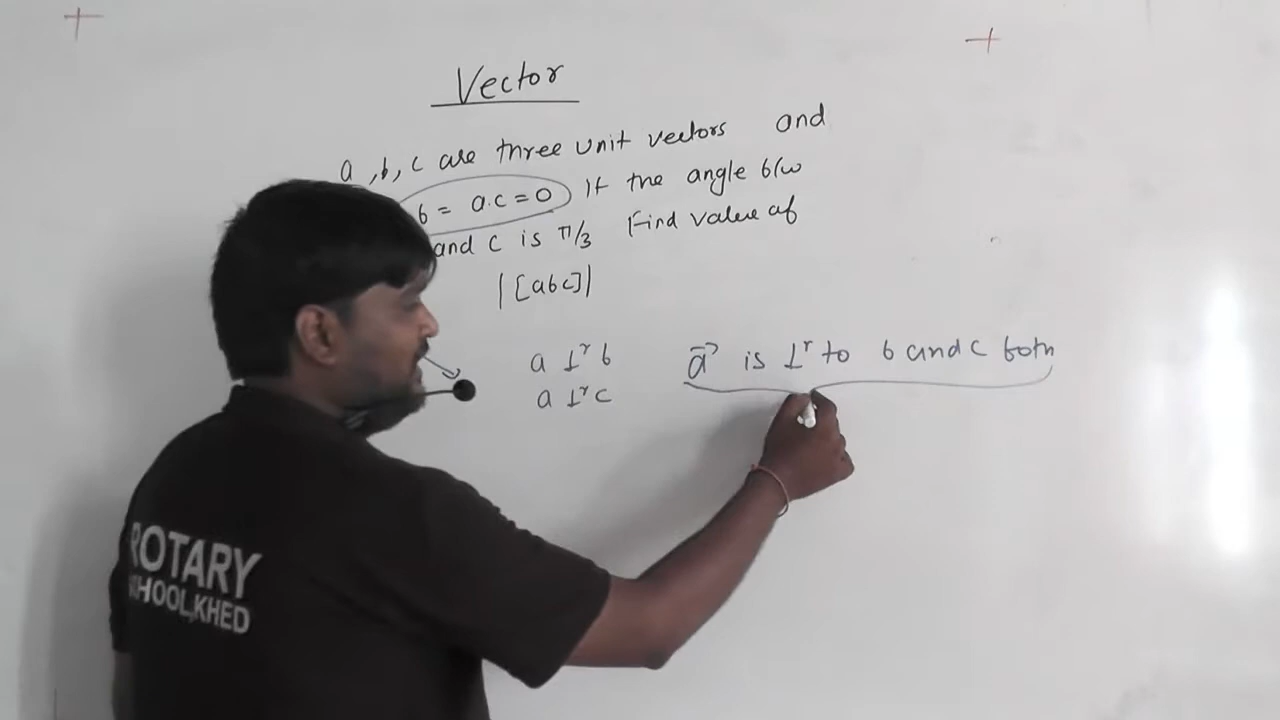 Vector
a, b, c are three unit vectors and
b = a.c = 0 If the angle b/w
and c is π/3 Find value of
|[abc]|
a ⊥r b
a ⊥r c
a⃗ is ⊥r to b and c both
ROTARY
HOOL, KHED